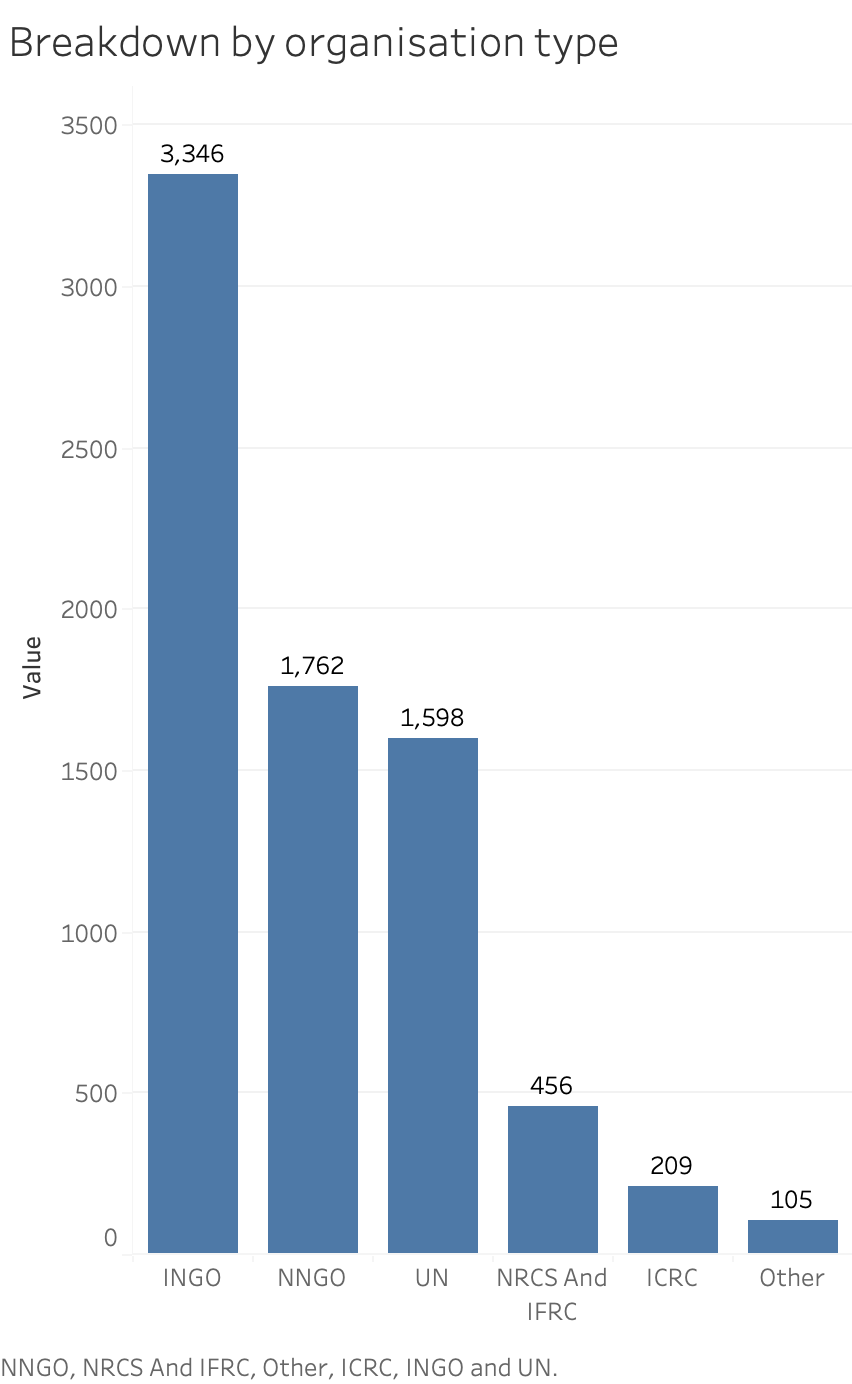 Breakdown by organisation type
3500
3,346
3000
2500
2000
Value
1,762
1,598
1500
1000
500
456
209
105
0
INGO NNGO UN NRCS And ICRC Other
IFRC
NNGO, NRCS And IFRC, Other, ICRC, INGO and UN.